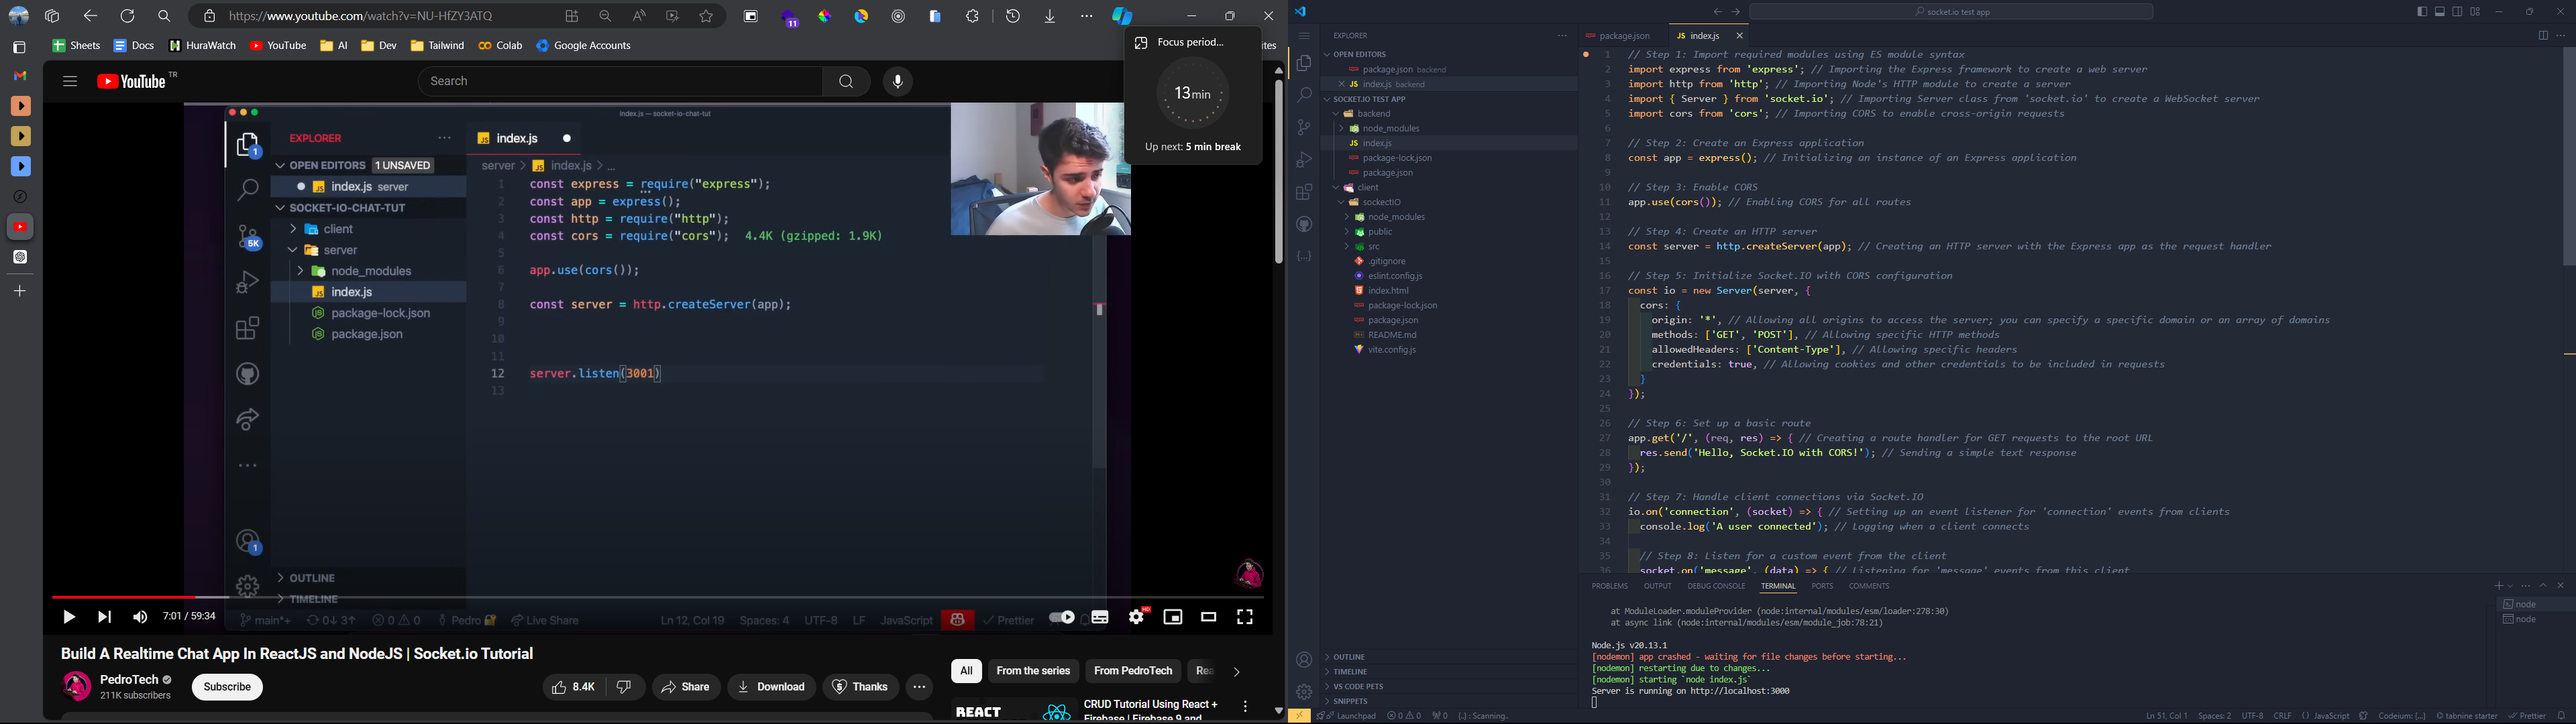 https://www.youtube.com/watch?v=NU-HfZY3ATQ
11
Sheets
Docs
HuraWatch
YouTube
AI
Dev
Tailwind
Colab
Google Accounts
ites
Focus period...
13 min
Up next: 5 min break
YouTube TR
Search
index.js — socket-io-chat-tut
EXPLORER
index.js
OPEN EDITORS 1 UNSAVED
index.js server
SOCKET-IO-CHAT-TUT
client
server
node_modules
index.js
package-lock.json
package.json
OUTLINE
TIMELINE
1
5K
1
server > index.js > ...
1 const express = require("express");
2 const app = express();
3 const http = require("http");
4 const cors = require("cors"); 4.4K (gzipped: 1.9K)
5
6 app.use(cors());
7
8 const server = http.createServer(app);
9
10
11
12 server.listen(3001)
13
7:01 / 59:34
main*+ 0↓ 3↑ 0 0 Pedro Live Share
Ln 12, Col 19 Spaces: 4 UTF-8 LF JavaScript Prettier
HD
Build A Realtime Chat App In ReactJS and NodeJS | Socket.io Tutorial
PedroTech
211K subscribers
Subscribe
8.4K
Share
Download
Thanks
All
From the series
From PedroTech
Rea
REACT
CRUD Tutorial Using React +
Firebase | Firebase 9 and
socket.io test app
EXPLORER
OPEN EDITORS
package.json backend
index.js backend
SOCKET.IO TEST APP
backend
node_modules
index.js
package-lock.json
package.json
client
sockectIO
node_modules
public
src
.gitignore
eslint.config.js
index.html
package-lock.json
package.json
README.md
vite.config.js
OUTLINE
TIMELINE
VS CODE PETS
SNIPPETS
package.json
index.js
1 // Step 1: Import required modules using ES module syntax
2 import express from 'express'; // Importing the Express framework to create a web server
3 import http from 'http'; // Importing Node's HTTP module to create a server
4 import { Server } from 'socket.io'; // Importing Server class from 'socket.io' to create a WebSocket server
5 import cors from 'cors'; // Importing CORS to enable cross-origin requests
6
7 // Step 2: Create an Express application
8 const app = express(); // Initializing an instance of an Express application
9
10 // Step 3: Enable CORS
11 app.use(cors()); // Enabling CORS for all routes
12
13 // Step 4: Create an HTTP server
14 const server = http.createServer(app); // Creating an HTTP server with the Express app as the request handler
15
16 // Step 5: Initialize Socket.IO with CORS configuration
17 const io = new Server(server, {
18 cors: {
19 origin: '*', // Allowing all origins to access the server; you can specify a specific domain or an array of domains
20 methods: ['GET', 'POST'], // Allowing specific HTTP methods
21 allowedHeaders: ['Content-Type'], // Allowing specific headers
22 credentials: true, // Allowing cookies and other credentials to be included in requests
23 }
24 });
25
26 // Step 6: Set up a basic route
27 app.get('/', (req, res) => { // Creating a route handler for GET requests to the root URL
28 res.send('Hello, Socket.IO with CORS!'); // Sending a simple text response
29 });
30
31 // Step 7: Handle client connections via Socket.IO
32 io.on('connection', (socket) => { // Setting up an event listener for 'connection' events from clients
33 console.log('A user connected'); // Logging when a client connects
34
35 // Step 8: Listen for a custom event from the client
36 socket.on('message', (data) => { // Listening for 'message' events from this client
PROBLEMS OUTPUT DEBUG CONSOLE TERMINAL PORTS COMMENTS
at ModuleLoader.moduleProvider (node:internal/modules/esm/loader:278:30)
at async link (node:internal/modules/esm/module_job:78:21)
Node.js v20.13.1
[nodemon] app crashed - waiting for file changes before starting...
[nodemon] restarting due to changes...
[nodemon] starting `node index.js`
Server is running on http://localhost:3000
node
node
Launchpad 0 0 0 {..} : Scanning..
Ln 51, Col 1 Spaces: 2 UTF-8 CRLF JavaScript Codeium: {...} tabnine starter Prettier